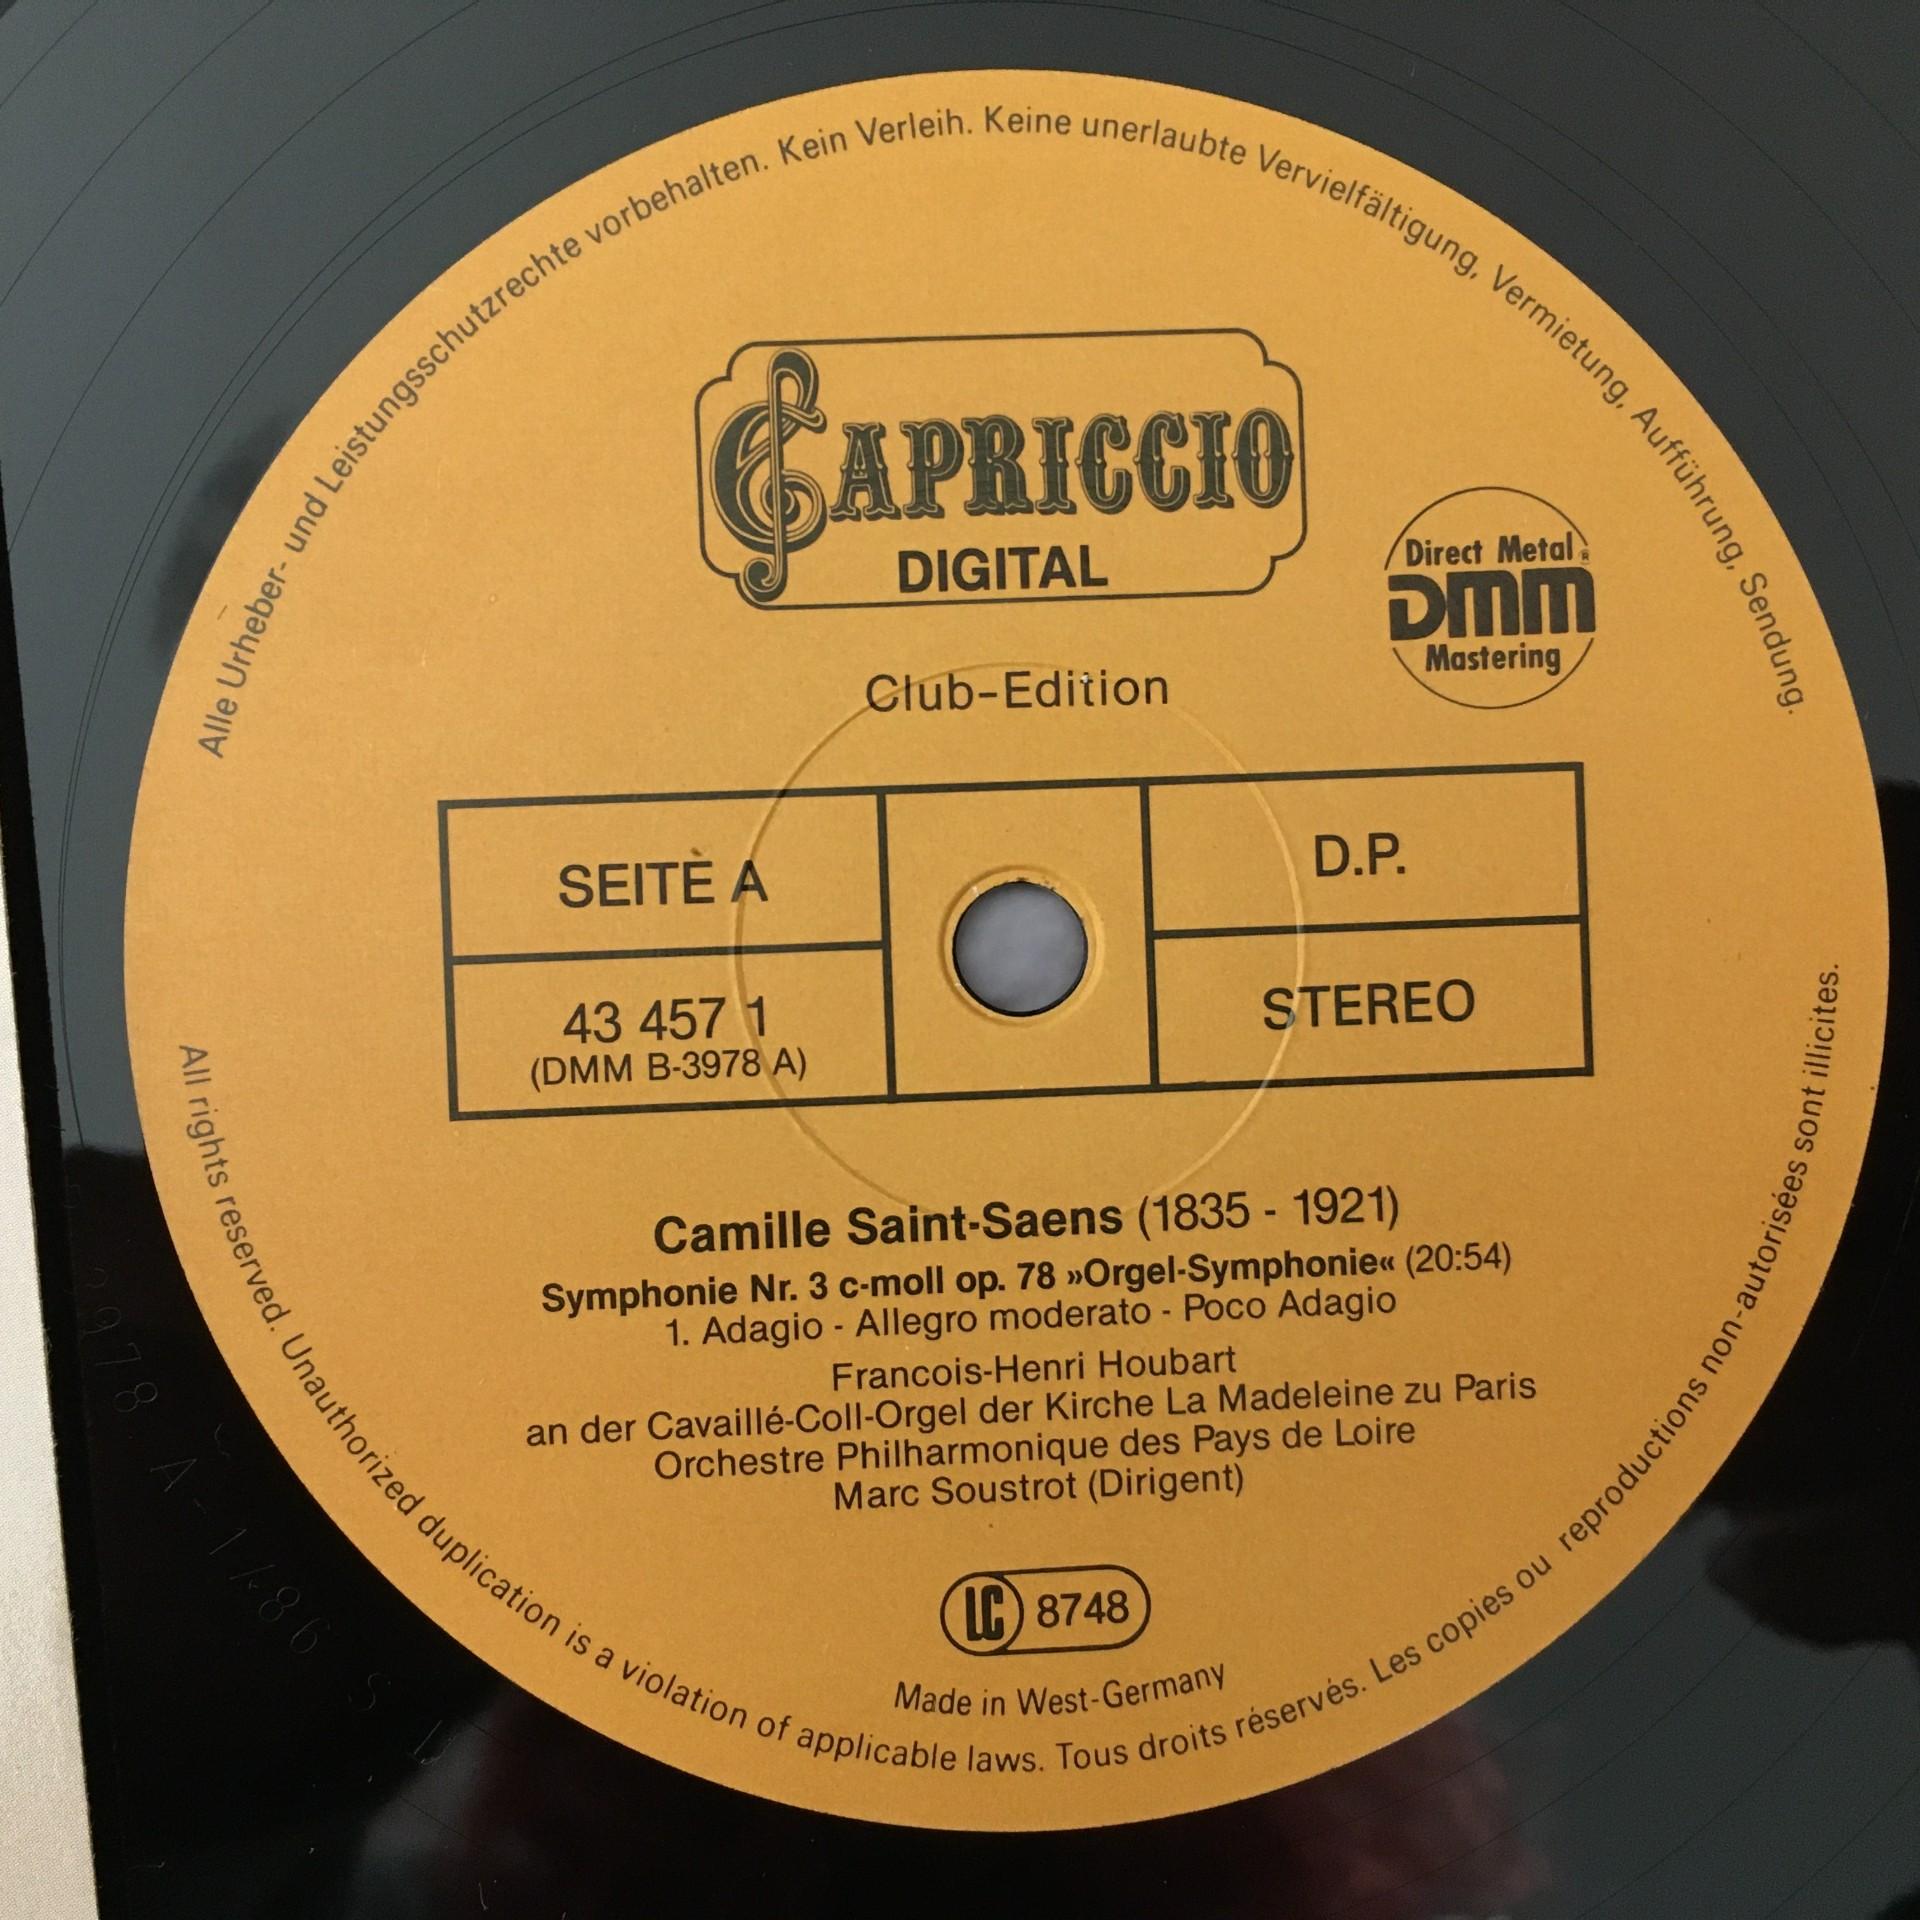 Alle Urheber- und Leistungsschutzrechte vorbehalten. Kein Verleih. Keine unerlaubte Vervielfältigung, Vermietung, Aufführung, Sendung.
CAPRICCIO
DIGITAL
Direct Metal ®
DMM
Mastering
Club-Edition
SEITE A
D.P.
43 457 1
(DMM B-3978 A)
STEREO
Camille Saint-Saens (1835 - 1921)
Symphonie Nr. 3 c-moll op. 78 »Orgel-Symphonie« (20:54)
1. Adagio - Allegro moderato - Poco Adagio
Francois-Henri Houbart
an der Cavaillé-Coll-Orgel der Kirche La Madeleine zu Paris
Orchestre Philharmonique des Pays de Loire
Marc Soustrot (Dirigent)
LC 8748
Made in West-Germany
All rights reserved. Unauthorized duplication is a violation of applicable laws. Tous droits réservés. Les copies ou reproductions non-autorisées sont illicites.